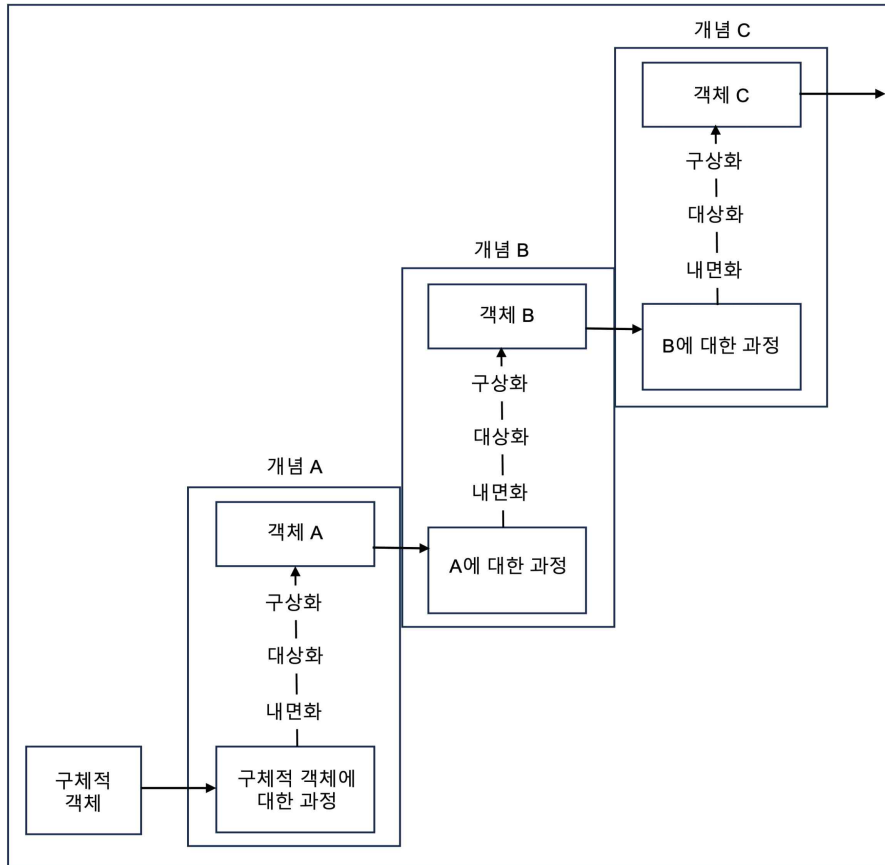 개념 C
객체 C
구상화
대상화
내면화
B에 대한 과정
개념 B
객체 B
구상화
대상화
내면화
A에 대한 과정
개념 A
객체 A
구상화
대상화
내면화
구체적 객체에
대한 과정
구체적
객체